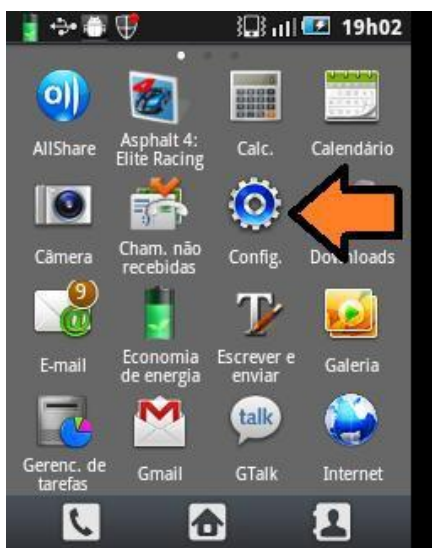 19h02
oll
AllShare
Asphalt 4:
Elite Racing
Calc.
Calendário
Câmera
Cham. não
recebidas
Config.
Downloads
9
@
E-mail
Economia
de energia
T
Escrever e
enviar
Galeria
talk
Gerenc. de
tarefas
Gmail
GTalk
Internet